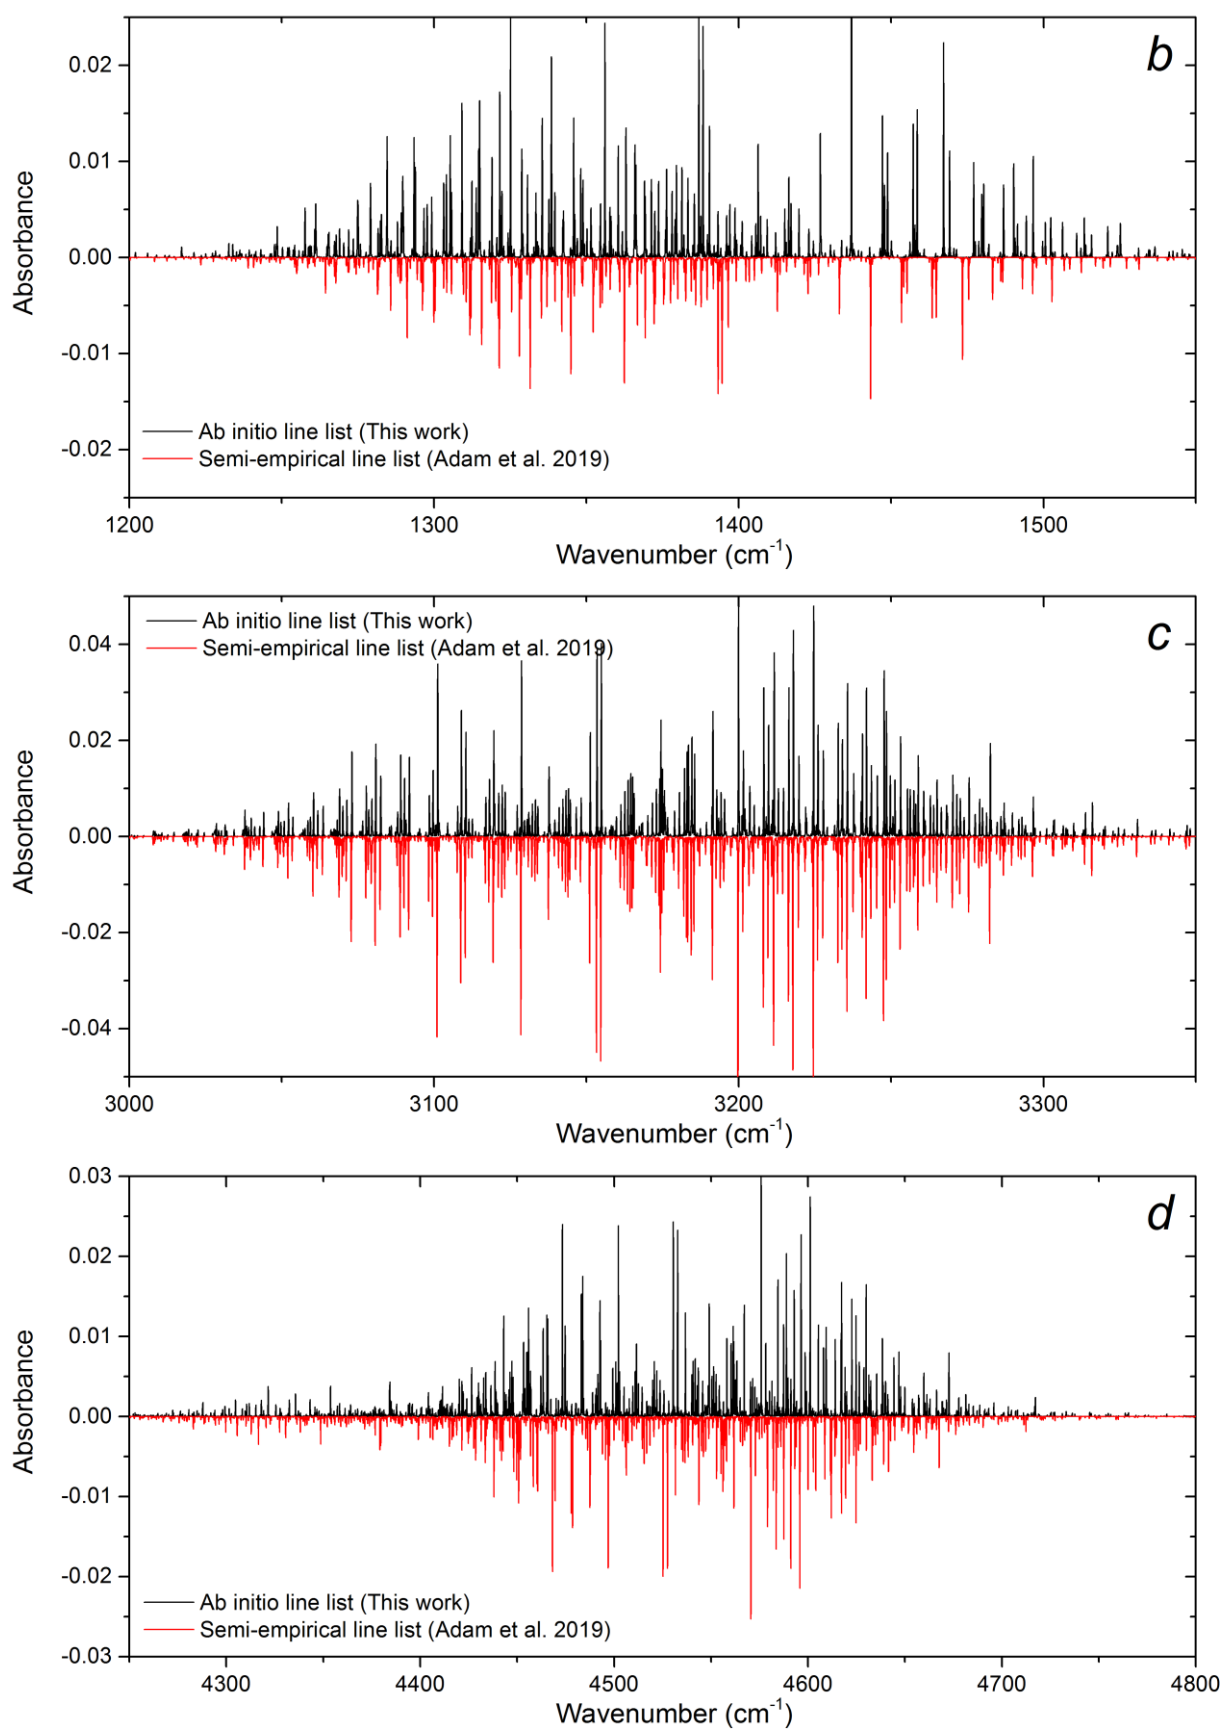 b
0.02
0.01
0.00
-0.01
-0.02
Absorbance
Ab initio line list (This work)
Semi-empirical line list (Adam et al. 2019)
1200 1300 1400 1500
Wavenumber (cm⁻¹)
c
Ab initio line list (This work)
Semi-empirical line list (Adam et al. 2019)
0.04
0.02
0.00
-0.02
-0.04
Absorbance
3000 3100 3200 3300
Wavenumber (cm⁻¹)
d
0.03
0.02
0.01
0.00
-0.01
-0.02
-0.03
Absorbance
Ab initio line list (This work)
Semi-empirical line list (Adam et al. 2019)
4300 4400 4500 4600 4700 4800
Wavenumber (cm⁻¹)